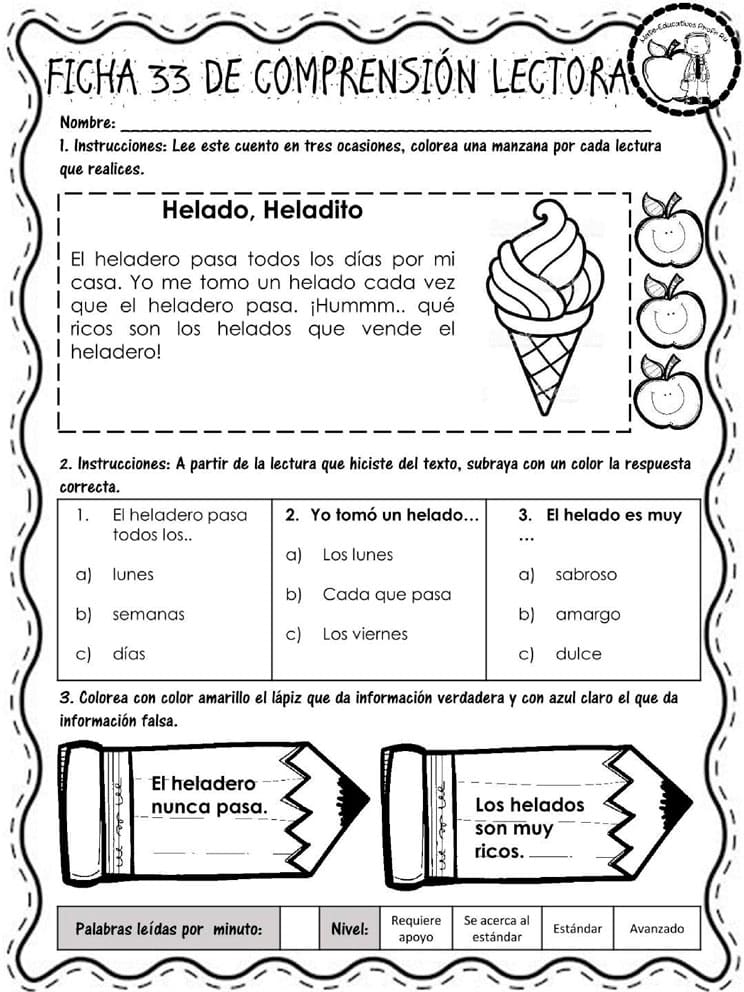 Mate-Educativos Profr RV
FICHA 33 DE COMPRENSIÓN LECTORA
Nombre:
1. Instrucciones: Lee este cuento en tres ocasiones, colorea una manzana por cada lectura
que realices.
Helado, Heladito
El heladero pasa todos los días por mi
casa. Yo me tomo un helado cada vez
que el heladero pasa. ¡Hummm.. qué
ricos son los helados que vende el
heladero!
2. Instrucciones: A partir de la lectura que hiciste del texto, subraya con un color la respuesta
correcta.
1. El heladero pasa
todos los..
a) lunes
b) semanas
c) días
2. Yo tomó un helado...
a) Los lunes
b) Cada que pasa
c) Los viernes
3. El helado es muy
...
a) sabroso
b) amargo
c) dulce
3. Colorea con color amarillo el lápiz que da información verdadera y con azul claro el que da
información falsa.
El heladero
nunca pasa.
Los helados
son muy
ricos.
Palabras leídas por minuto:
Nivel:
Requiere
apoyo
Se acerca al
estándar
Estándar
Avanzado